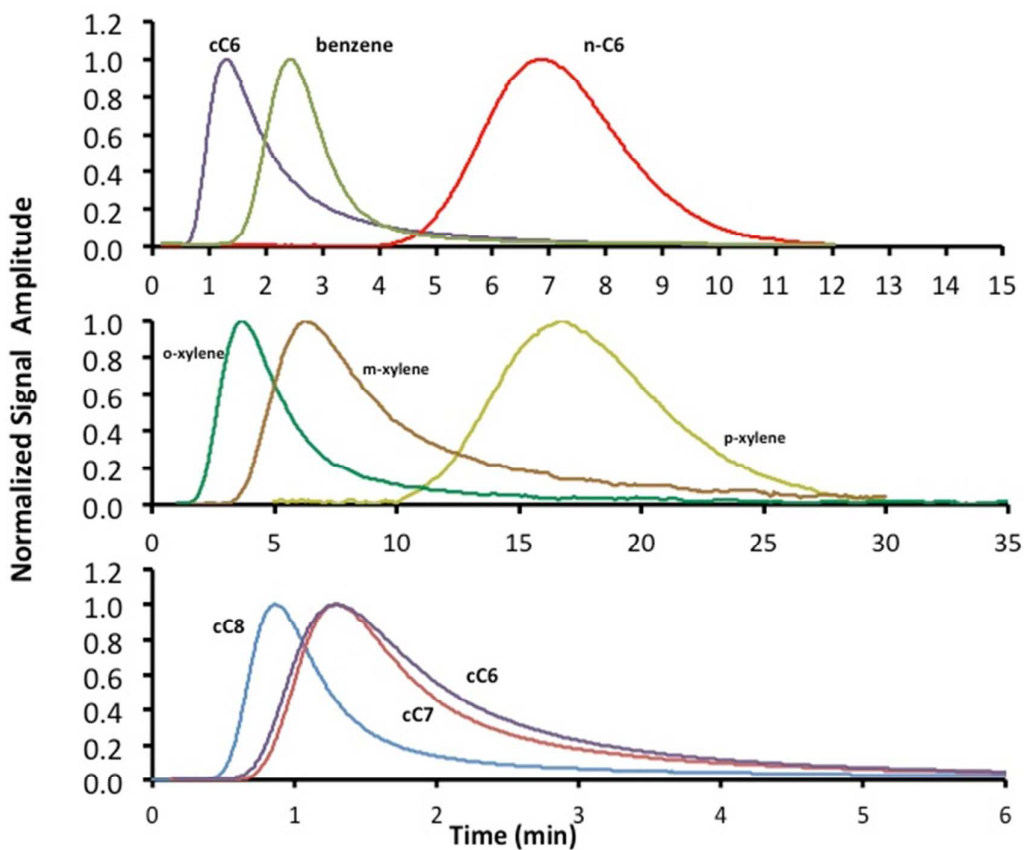 Normalized Signal Amplitude
1.2
1.0
0.8
0.6
0.4
0.2
0.0
cC6 benzene n-C6
0 1 2 3 4 5 6 7 8 9 10 11 12 13 14 15
1.0
0.8
0.6
0.4
0.2
0.0
o-xylene
m-xylene
p-xylene
0 5 10 15 20 25 30 35
1.2
1.0
0.8
0.6
0.4
0.2
0.0
cC8
cC6
cC7
0 1 2 3 4 5 6
Time (min)